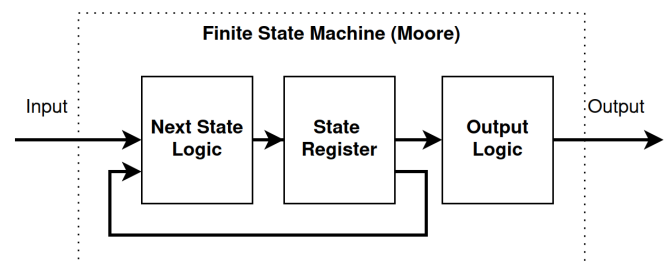 Finite State Machine (Moore)
Input
Next State
Logic
State
Register
Output
Logic
Output